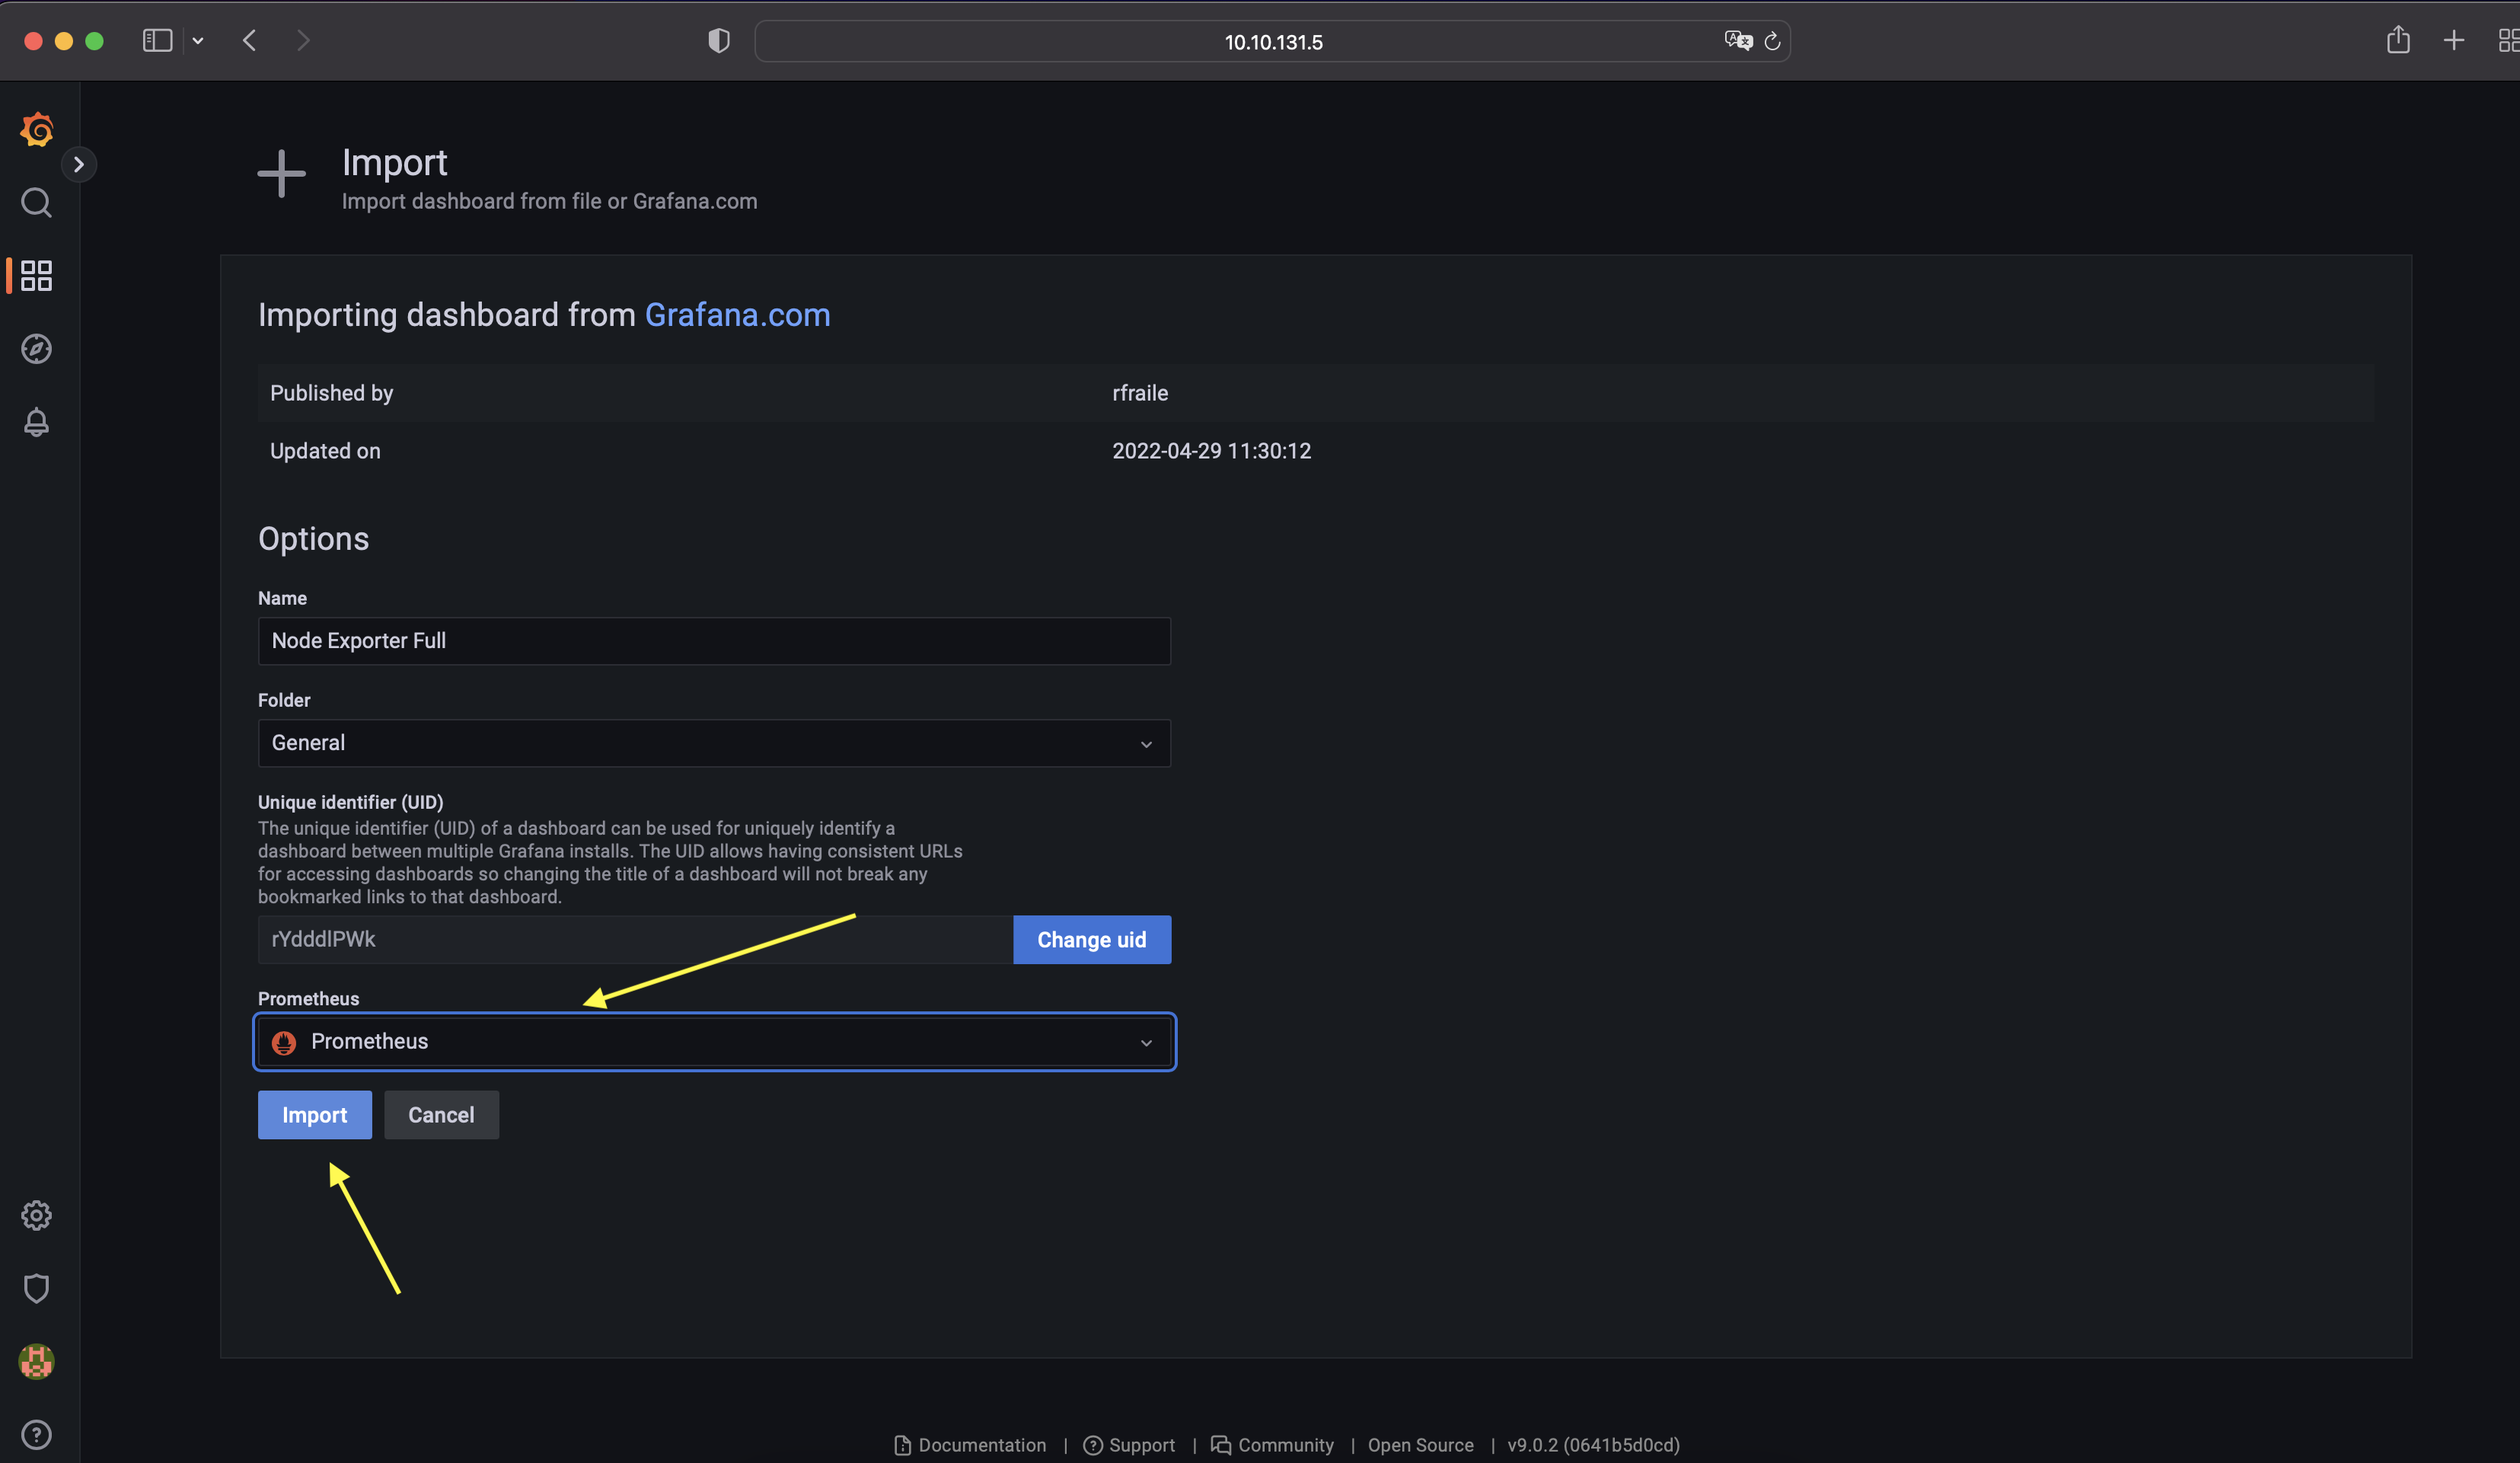 10.10.131.5
Import
Import dashboard from file or Grafana.com
Importing dashboard from Grafana.com
Published by rfraile
Updated on 2022-04-29 11:30:12
Options
Name
Node Exporter Full
Folder
General
Unique identifier (UID)
The unique identifier (UID) of a dashboard can be used for uniquely identify a
dashboard between multiple Grafana installs. The UID allows having consistent URLs
for accessing dashboards so changing the title of a dashboard will not break any
bookmarked links to that dashboard.
rYdddlPWk Change uid
Prometheus
Prometheus
Import Cancel
Documentation | Support | Community | Open Source | v9.0.2 (0641b5d0cd)